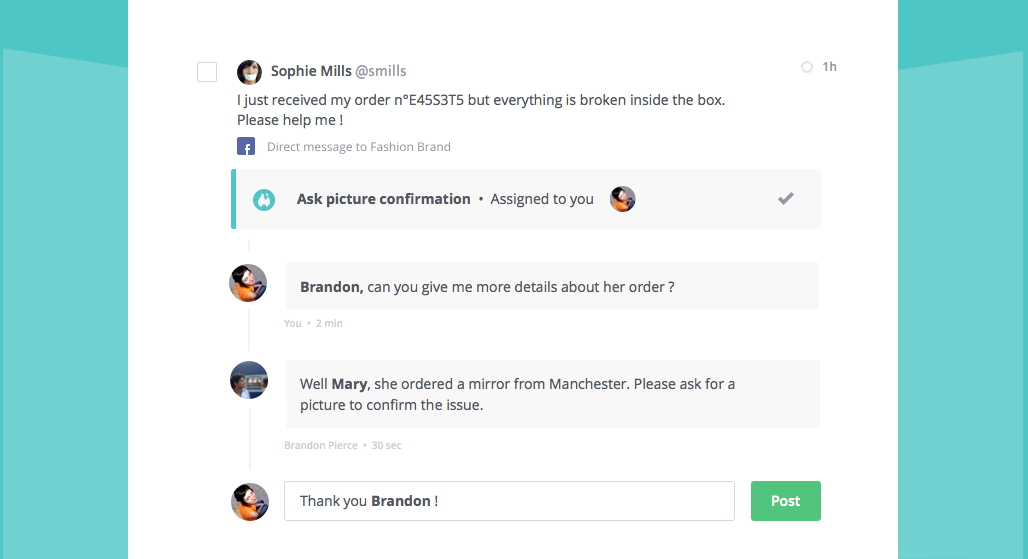 Sophie Mills @smills
1h
I just received my order n°E45S3T5 but everything is broken inside the box.
Please help me !
Direct message to Fashion Brand
Ask picture confirmation • Assigned to you
Brandon, can you give me more details about her order ?
You • 2 min
Well Mary, she ordered a mirror from Manchester. Please ask for a
picture to confirm the issue.
Brandon Pierce • 30 sec
Thank you Brandon !
Post